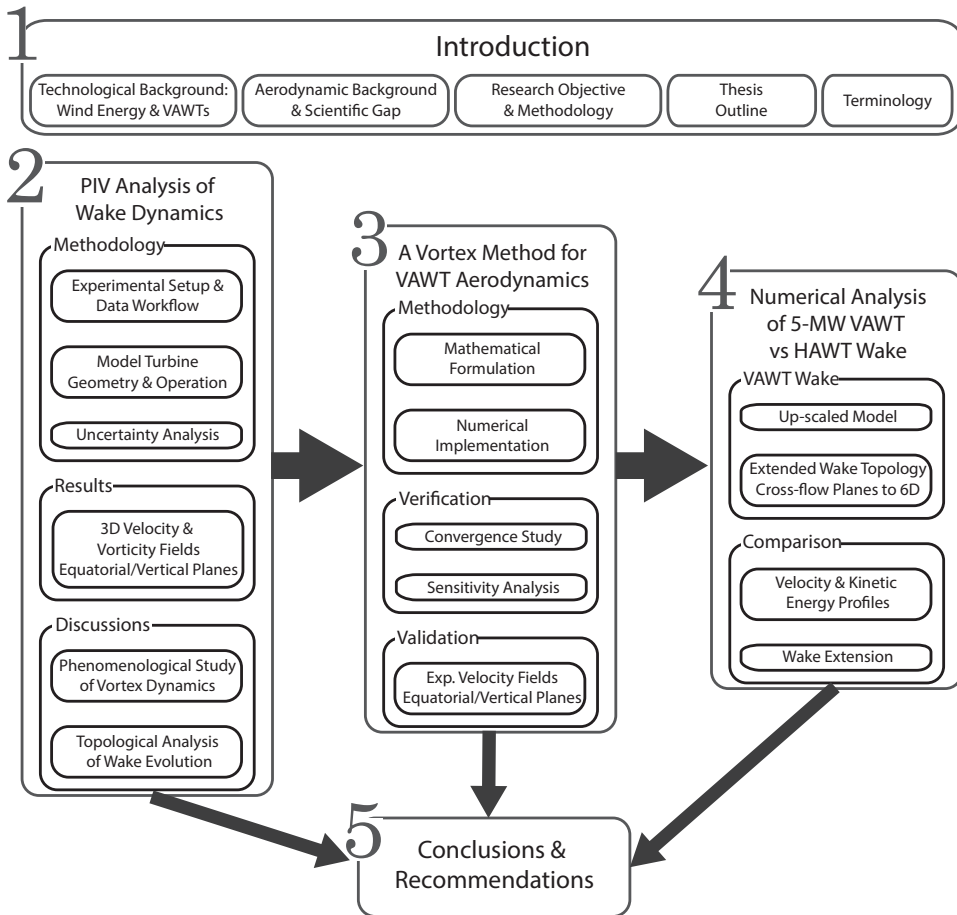 1
Introduction
Technological Background:
Wind Energy & VAWTs
Aerodynamic Background
& Scientific Gap
Research Objective
& Methodology
Thesis
Outline
Terminology
2
PIV Analysis of
Wake Dynamics
Methodology
Experimental Setup &
Data Workflow
Model Turbine
Geometry & Operation
Uncertainty Analysis
Results
3D Velocity &
Vorticity Fields
Equatorial/Vertical Planes
Discussions
Phenomenological Study
of Vortex Dynamics
Topological Analysis
of Wake Evolution
3
A Vortex Method for
VAWT Aerodynamics
Methodology
Mathematical
Formulation
Numerical
Implementation
Verification
Convergence Study
Sensitivity Analysis
Validation
Exp. Velocity Fields
Equatorial/Vertical Planes
4
Numerical Analysis
of 5-MW VAWT
vs HAWT Wake
VAWT Wake
Up-scaled Model
Extended Wake Topology
Cross-flow Planes to 6D
Comparison
Velocity & Kinetic
Energy Profiles
Wake Extension
5
Conclusions &
Recommendations